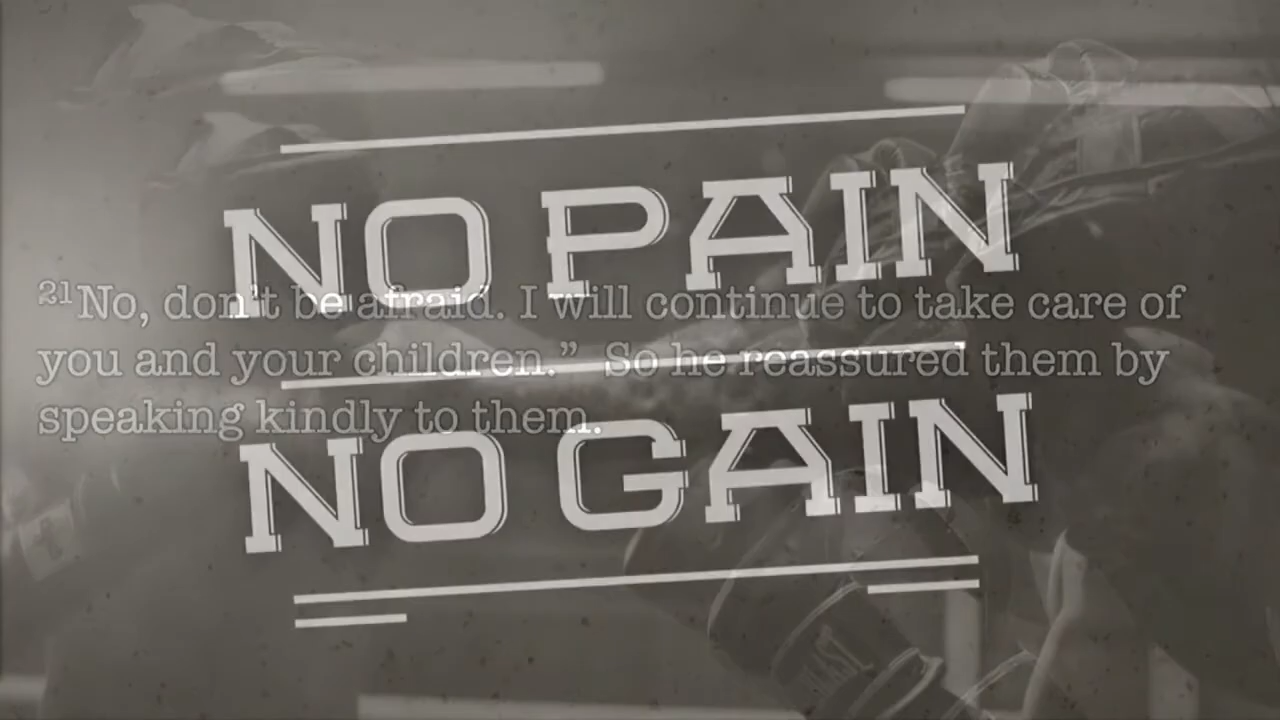 NO PAIN
²¹No, don't be afraid. I will continue to take care of
you and your children.” So he reassured them by
speaking kindly to them.
NO GAIN